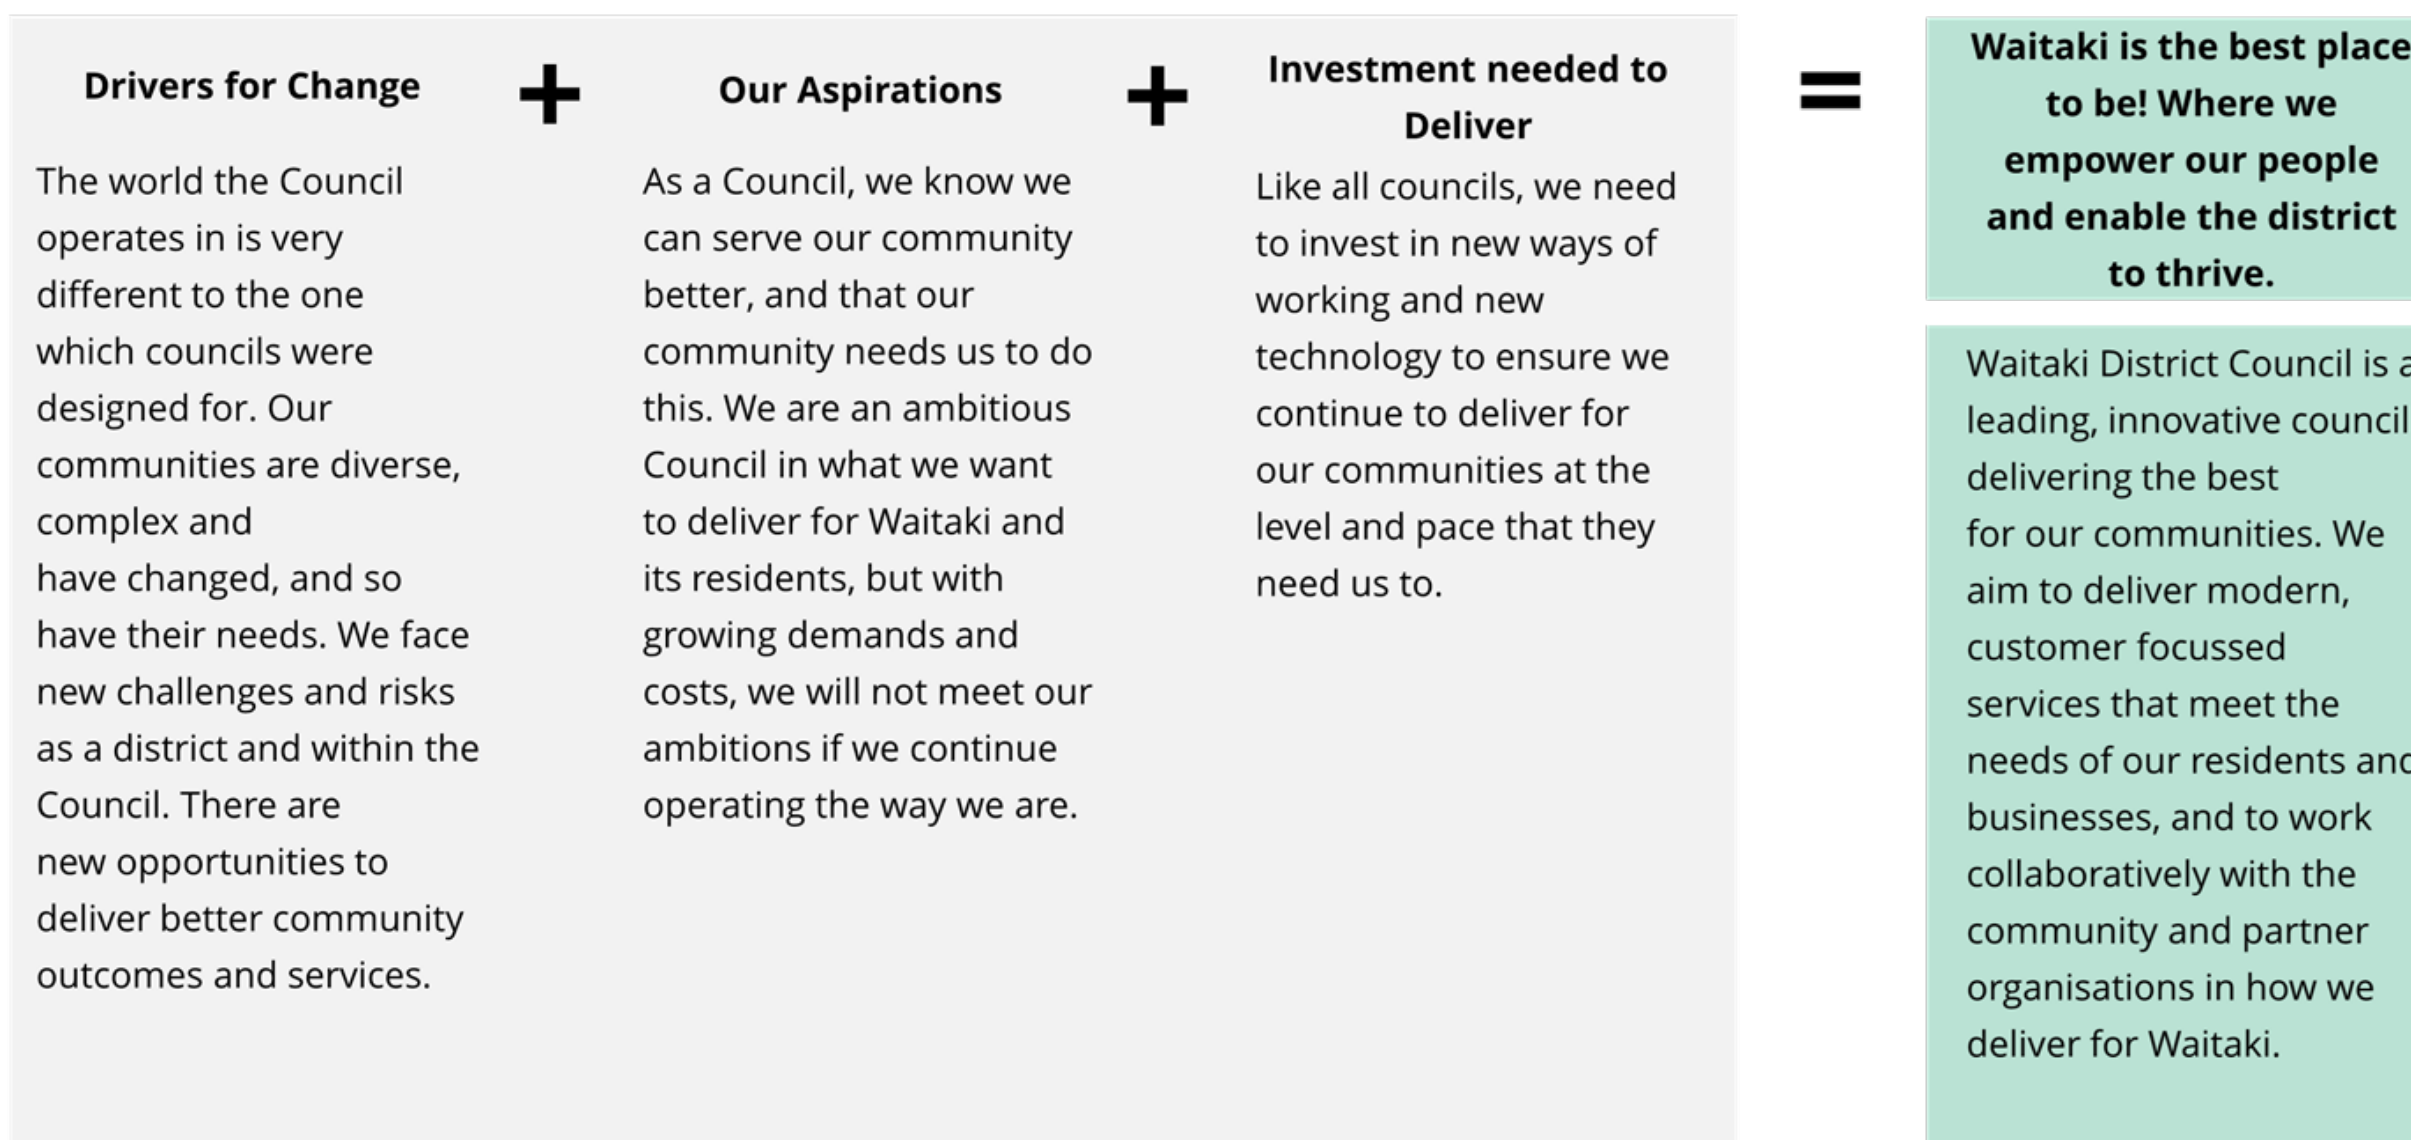 Drivers for Change
+
Our Aspirations
+
Investment needed to
Deliver
=
Waitaki is the best place
to be! Where we
empower our people
and enable the district
to thrive.
The world the Council
operates in is very
different to the one
which councils were
designed for. Our
communities are diverse,
complex and
have changed, and so
have their needs. We face
new challenges and risks
as a district and within the
Council. There are
new opportunities to
deliver better community
outcomes and services.
As a Council, we know we
can serve our community
better, and that our
community needs us to do
this. We are an ambitious
Council in what we want
to deliver for Waitaki and
its residents, but with
growing demands and
costs, we will not meet our
ambitions if we continue
operating the way we are.
Like all councils, we need
to invest in new ways of
working and new
technology to ensure we
continue to deliver for
our communities at the
level and pace that they
need us to.
Waitaki District Council is a
leading, innovative council
delivering the best
for our communities. We
aim to deliver modern,
customer focussed
services that meet the
needs of our residents and
businesses, and to work
collaboratively with the
community and partner
organisations in how we
deliver for Waitaki.